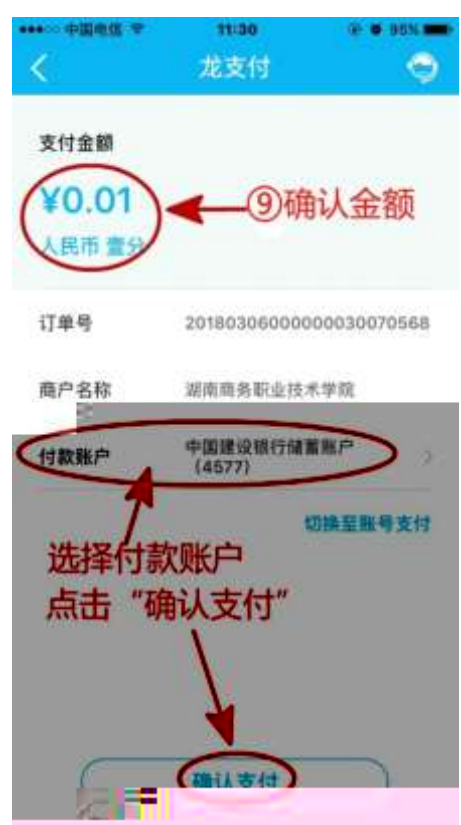 中国电信 11:30 95%
龙支付
支付金额
¥0.01
⑨确认金额
人民币 壹分
订单号 20180306000000030070568
商户名称 湖南商务职业技术学院
付款账户 中国建设银行储蓄账户
(4577)
切换至账号支付
选择付款账户
点击“确认支付”
确认支付